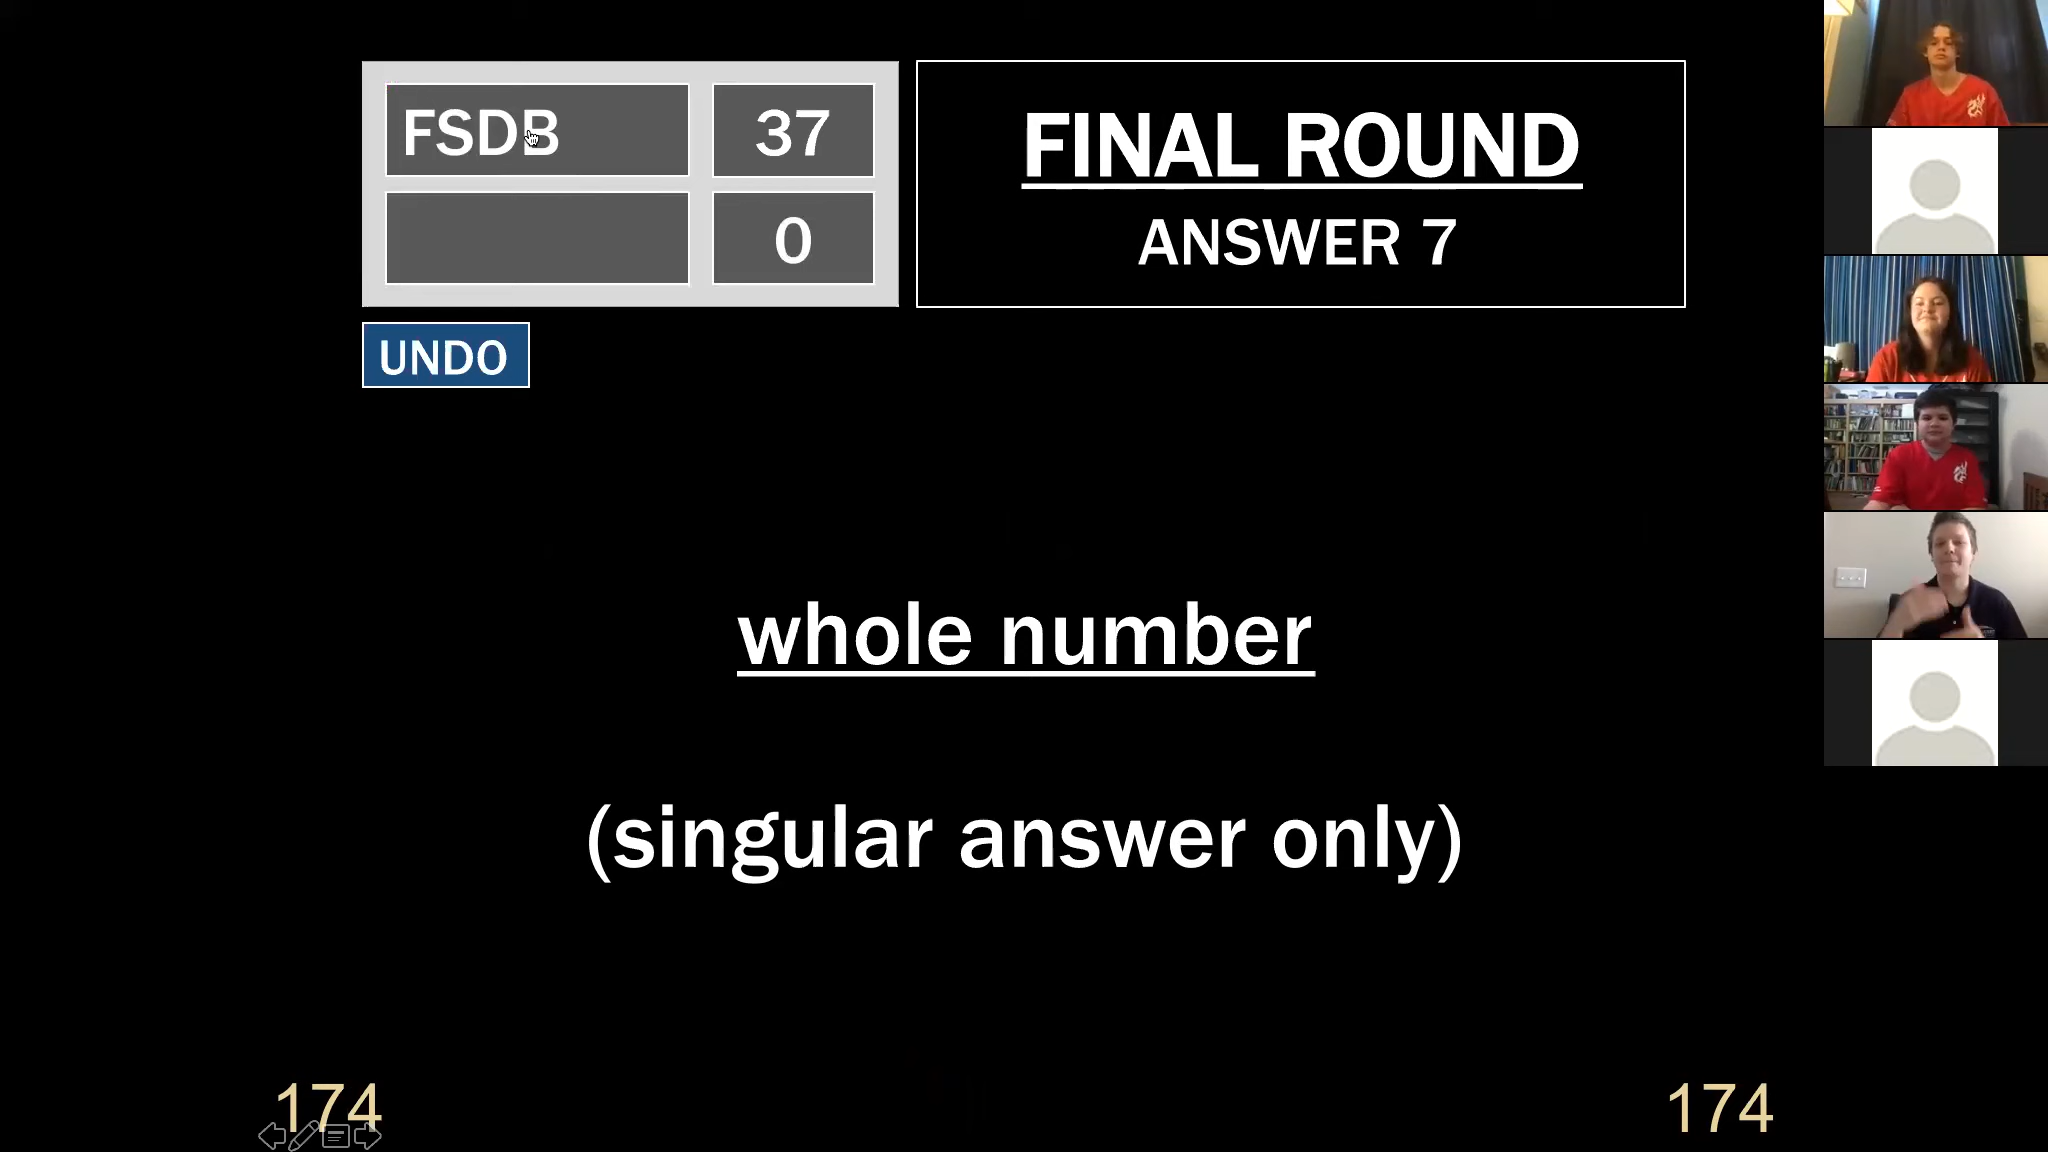 FSDB 37
0
FINAL ROUND
ANSWER 7
UNDO
whole number
(singular answer only)
174 174